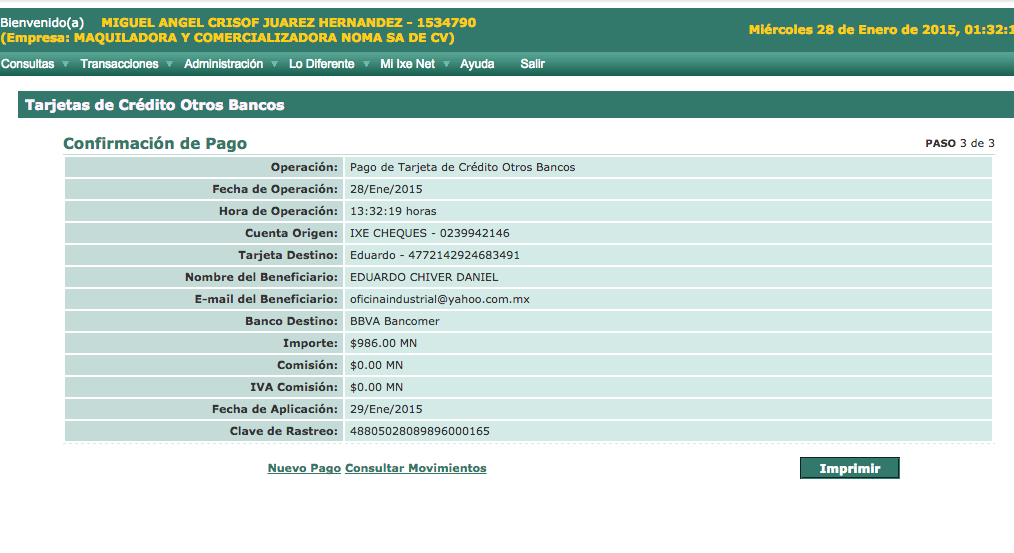 Bienvenido(a) MIGUEL ANGEL CRISOF JUAREZ HERNANDEZ - 1534790
(Empresa: MAQUILADORA Y COMERCIALIZADORA NOMA SA DE CV)
Miércoles 28 de Enero de 2015, 01:32:1
Consultas Transacciones Administración Lo Diferente Mi Ixe Net Ayuda Salir
Tarjetas de Crédito Otros Bancos
Confirmación de Pago PASO 3 de 3
Operación: Pago de Tarjeta de Crédito Otros Bancos
Fecha de Operación: 28/Ene/2015
Hora de Operación: 13:32:19 horas
Cuenta Origen: IXE CHEQUES - 0239942146
Tarjeta Destino: Eduardo - 4772142924683491
Nombre del Beneficiario: EDUARDO CHIVER DANIEL
E-mail del Beneficiario: oficinaindustrial@yahoo.com.mx
Banco Destino: BBVA Bancomer
Importe: $986.00 MN
Comisión: $0.00 MN
IVA Comisión: $0.00 MN
Fecha de Aplicación: 29/Ene/2015
Clave de Rastreo: 48805028089896000165
Nuevo Pago Consultar Movimientos Imprimir